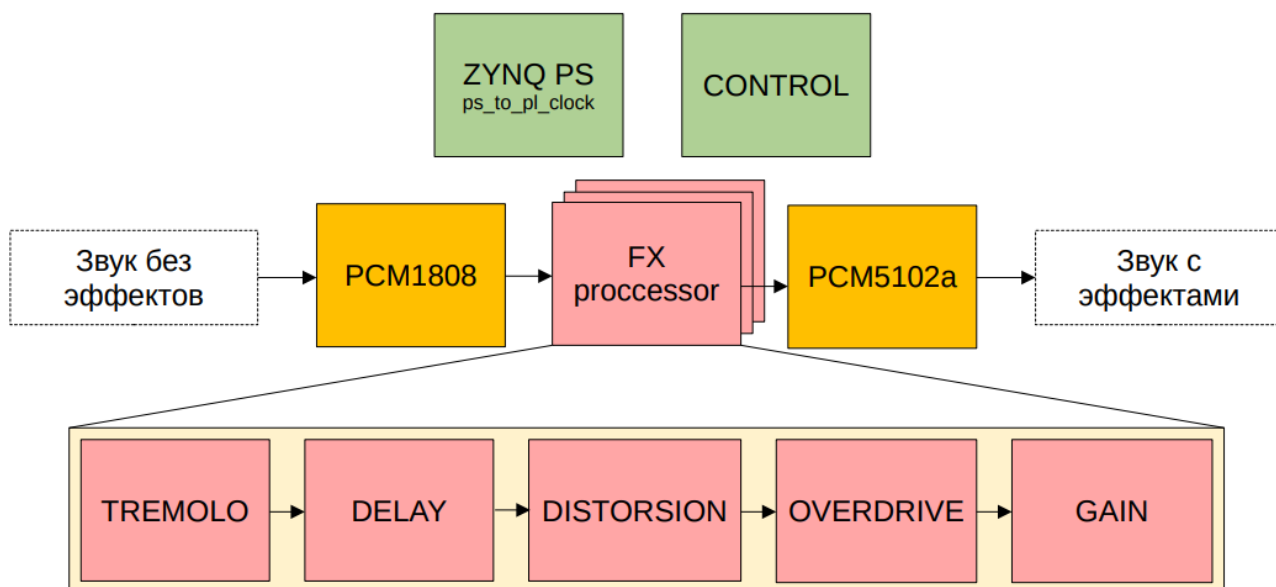 ZYNQ PS
ps_to_pl_clock
CONTROL
Звук без
эффектов
PCM1808
FX
proccessor
PCM5102a
Звук с
эффектами
TREMOLO
DELAY
DISTORSION
OVERDRIVE
GAIN